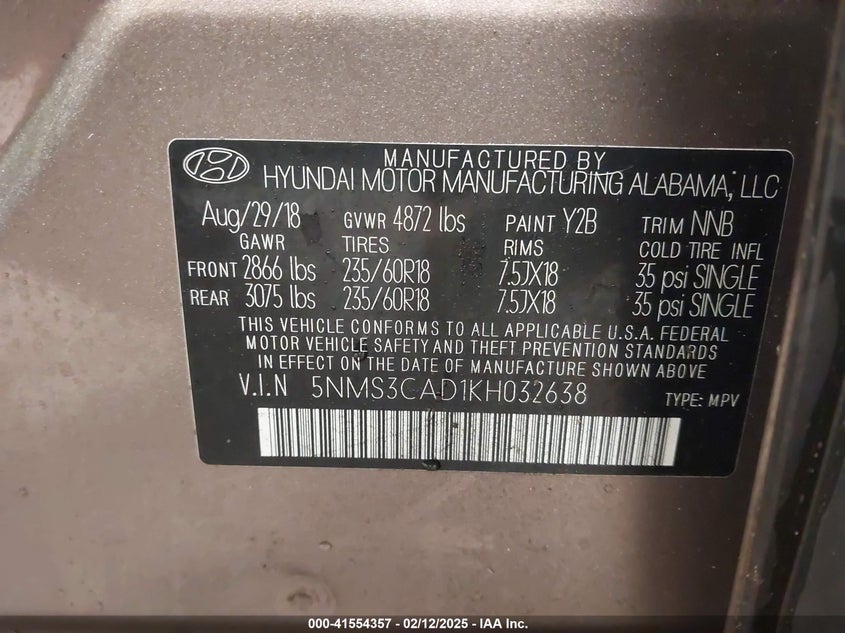 MANUFACTURED BY
HYUNDAI MOTOR MANUFACTURING ALABAMA, LLC
Aug/29/18 GVWR 4872 lbs PAINT Y2B TRIM NNB
GAWR TIRES RIMS COLD TIRE INFL
FRONT 2866 lbs 235/60R18 7.5JX18 35 psi SINGLE
REAR 3075 lbs 235/60R18 7.5JX18 35 psi SINGLE
THIS VEHICLE CONFORMS TO ALL APPLICABLE U.S.A. FEDERAL
MOTOR VEHICLE SAFETY AND THEFT PREVENTION STANDARDS
IN EFFECT ON THE DATE OF MANUFACTURE SHOWN ABOVE
V.I.N 5NMS3CAD1KH032638 TYPE: MPV
000-41554357 - 02/12/2025 - IAA Inc.